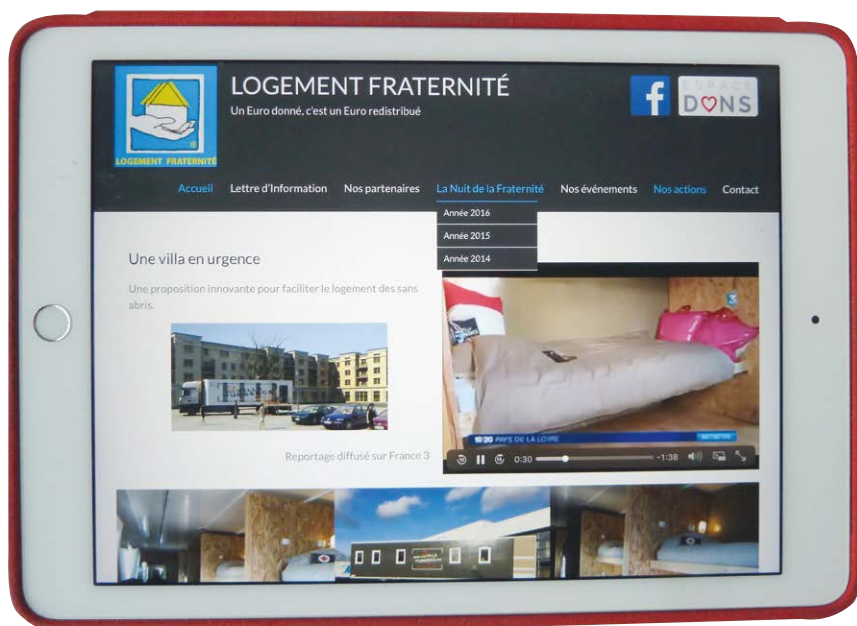 LOGEMENT FRATERNITÉ
Un Euro donné, c'est un Euro redistribué
LOGEMENT FRATERNITÉ
f
ESPACE
DONS
Accueil Lettre d'Information Nos partenaires La Nuit de la Fraternité Nos événements Nos actions Contact
Année 2016
Année 2015
Année 2014
Une villa en urgence
Une proposition innovante pour faciliter le logement des sans
abris.
Reportage diffusé sur France 3
3
19 20 PAYS DE LA LOIRE
0:30 -1:38